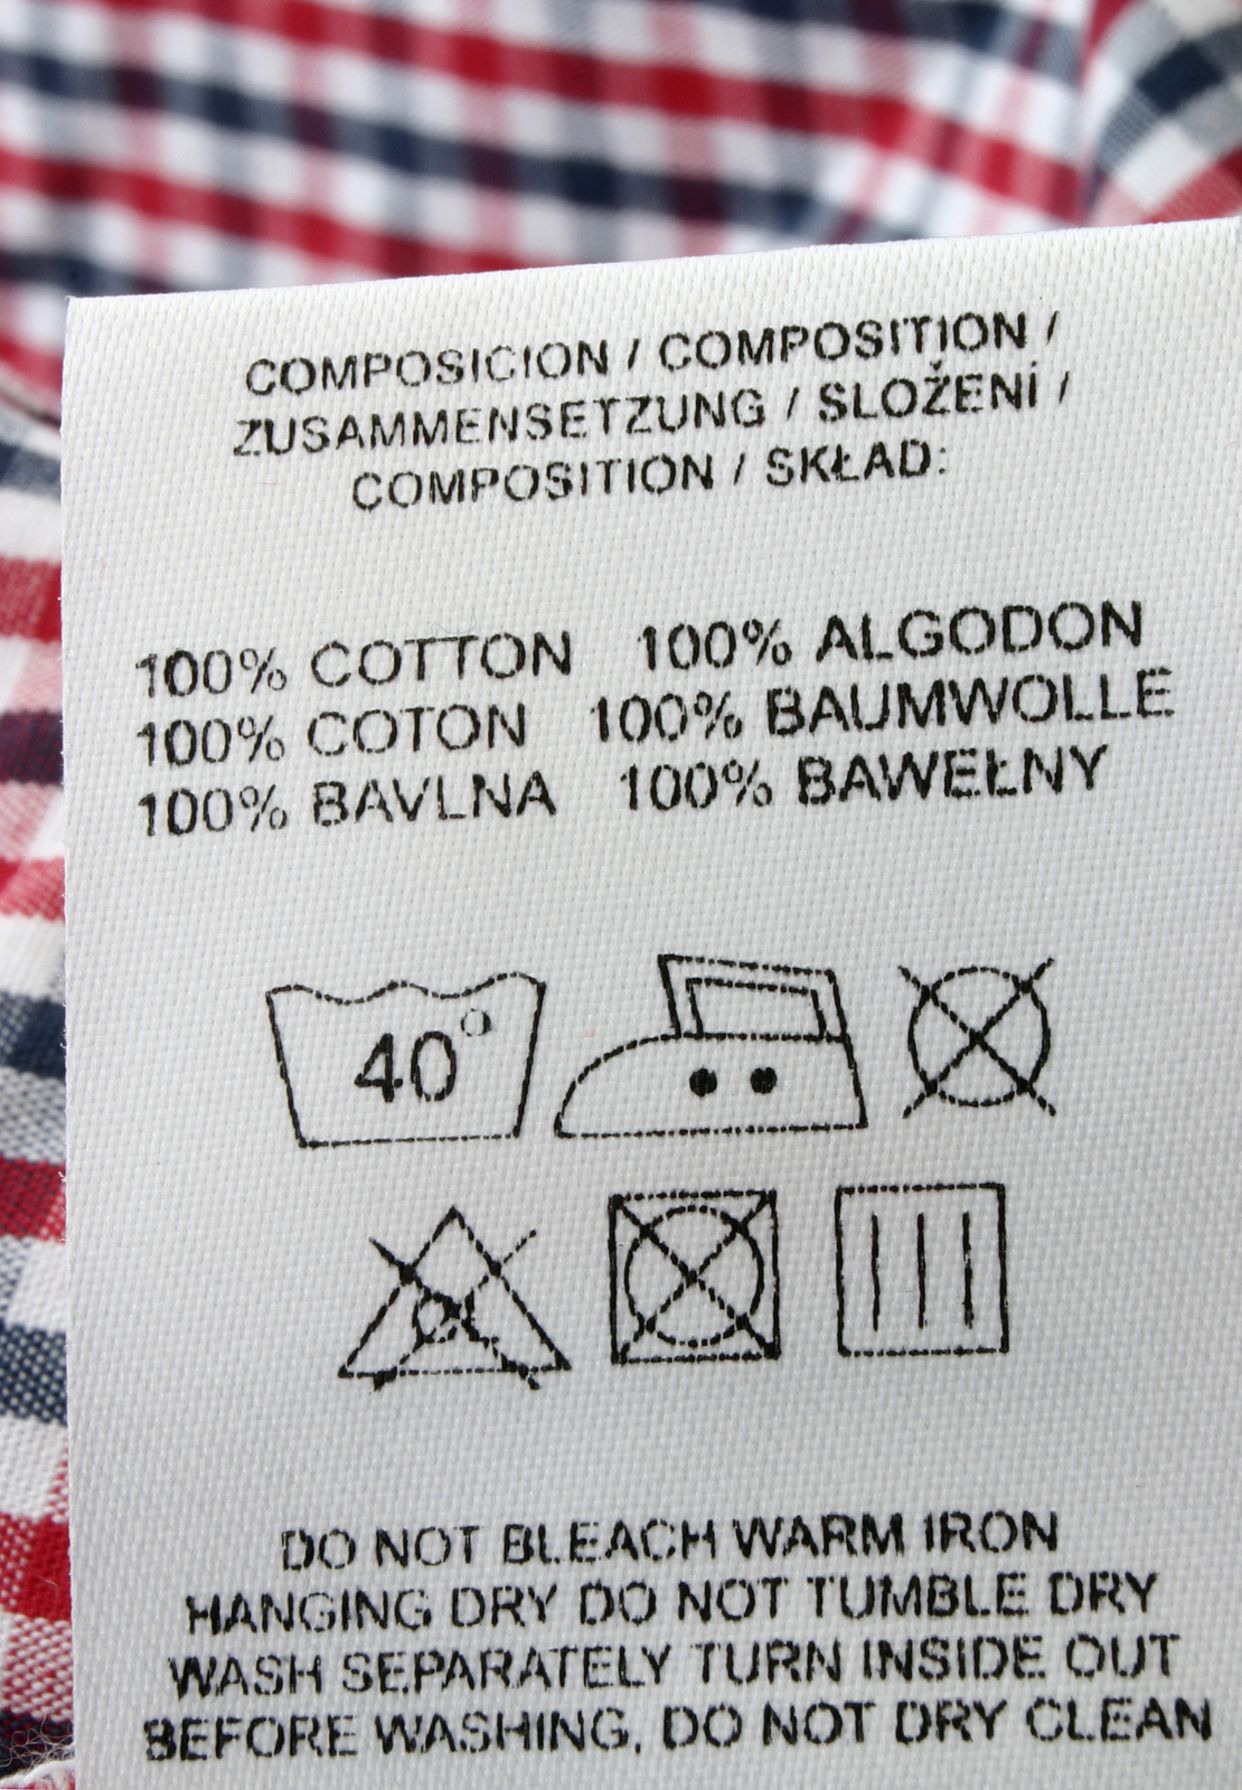 COMPOSICION / COMPOSITION /
ZUSAMMENSETZUNG / SLOŽENÍ /
COMPOSITION / SKŁAD:
100% COTTON 100% ALGODON
100% COTON 100% BAUMWOLLE
100% BAVLNA 100% BAWEŁNY
40°
DO NOT BLEACH WARM IRON
HANGING DRY DO NOT TUMBLE DRY
WASH SEPARATELY TURN INSIDE OUT
BEFORE WASHING, DO NOT DRY CLEAN